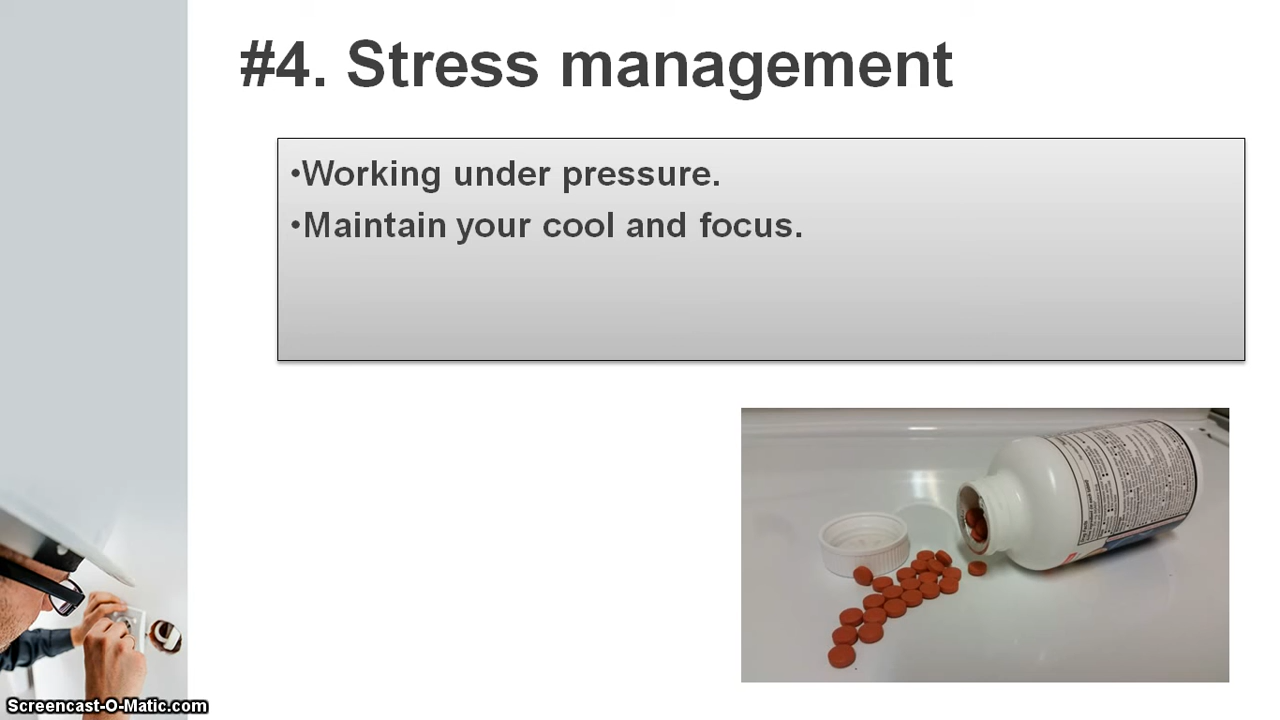 #4. Stress management
•Working under pressure.
•Maintain your cool and focus.
Screencast-O-Matic.com